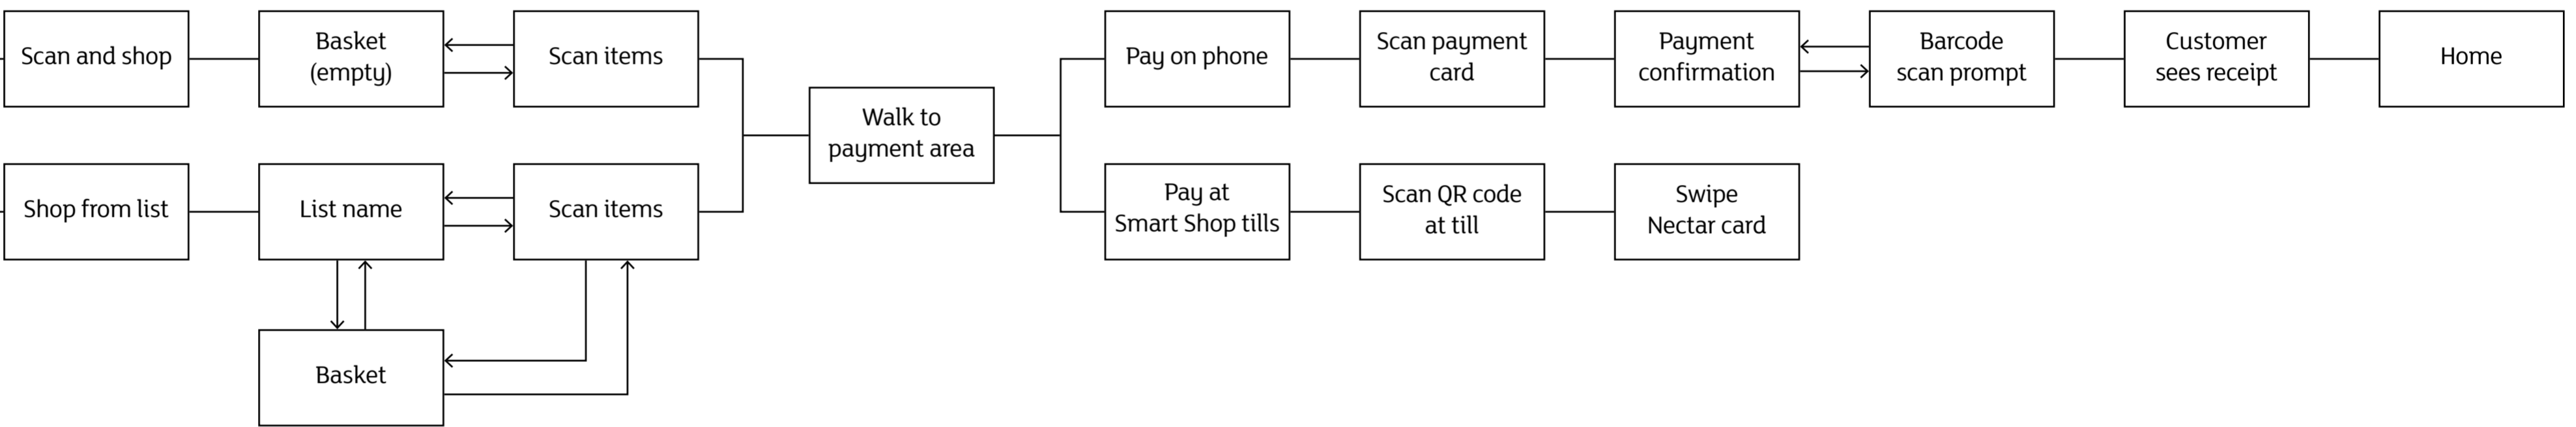 Scan and shop
Basket
(empty)
Scan items
Walk to
payment area
Pay on phone
Scan payment
card
Payment
confirmation
Barcode
scan prompt
Customer
sees receipt
Home
Shop from list
List name
Scan items
Pay at
Smart Shop tills
Scan QR code
at till
Swipe
Nectar card
Basket